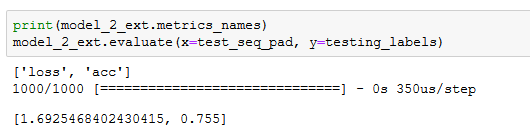 print(model_2_ext.metrics_names)
model_2_ext.evaluate(x=test_seq_pad, y=testing_labels)
['loss', 'acc']
1000/1000 [==============================] - 0s 350us/step
[1.6925468402430415, 0.755]